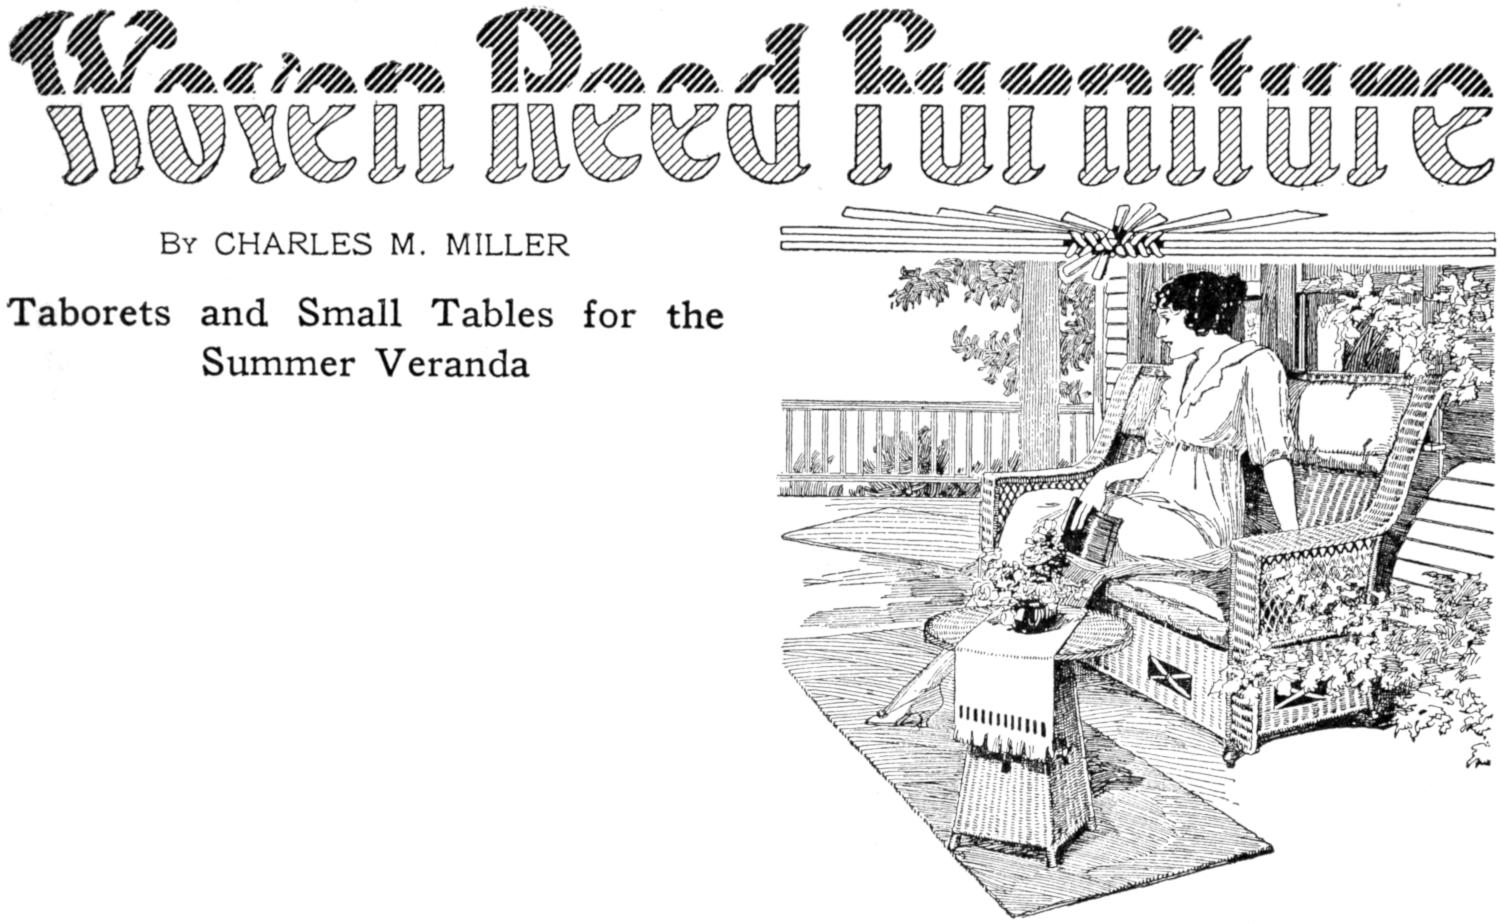 Woven Reed Furniture
By CHARLES M. MILLER
Taborets and Small Tables for the
Summer Veranda